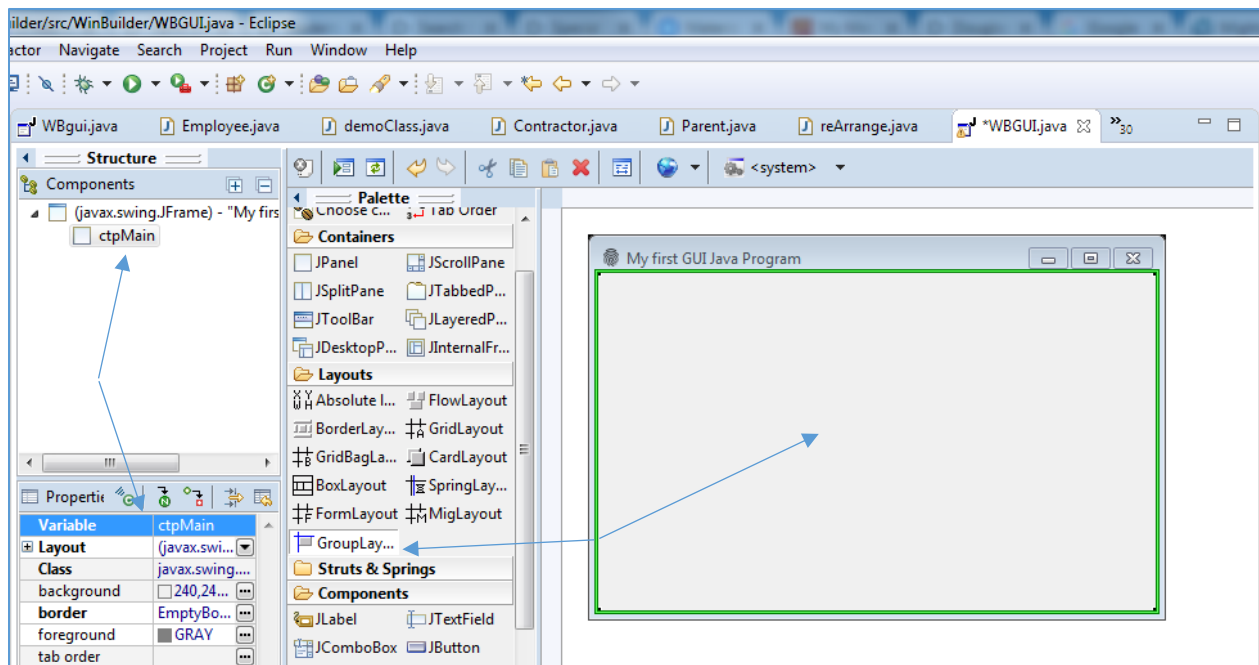 ilder/src/WinBuilder/WBGUI.java - Eclipse
actor Navigate Search Project Run Window Help
WBgui.java Employee.java demoClass.java Contractor.java Parent.java reArrange.java *WBGUI.java »30
Structure
Components
(javax.swing.JFrame) - "My firs
ctpMain
<system>
Palette
Choose c... Tab Order
Containers
JPanel JScrollPane
JSplitPane JTabbedP...
JToolBar JLayeredP...
JDesktopP... JInternalFr...
Layouts
Absolute l... FlowLayout
BorderLay... GridLayout
GridBagLa... CardLayout
BoxLayout SpringLay...
FormLayout MigLayout
GroupLay...
Struts & Springs
Components
JLabel JTextField
JComboBox JButton
My first GUI Java Program
Propertie
Variable ctpMain
Layout (javax.swi...
Class javax.swing....
background 240,24...
border EmptyBo...
foreground GRAY
tab order